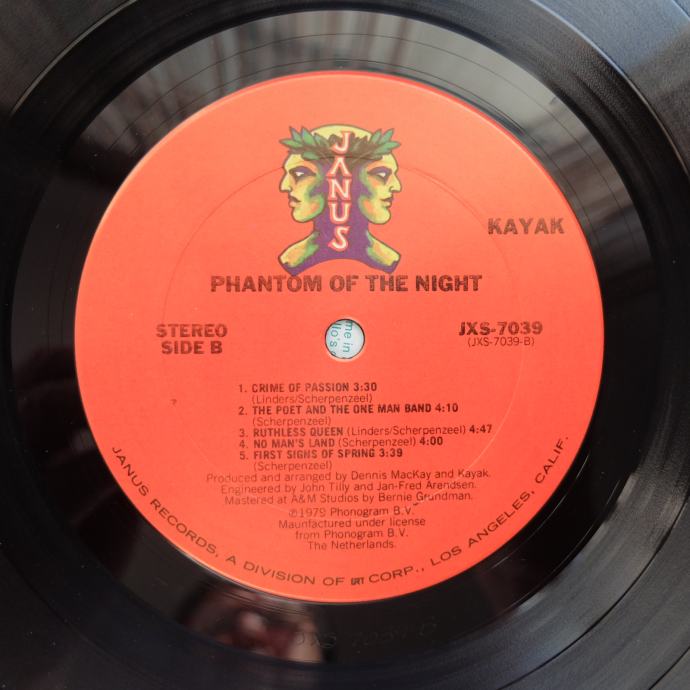 JANUS
KAYAK
PHANTOM OF THE NIGHT
STEREO
SIDE B
JXS-7039
(JXS-7039-B)
me in
llo's
1. CRIME OF PASSION 3:30
(Linders/Scherpenzeel)
2. THE POET AND THE ONE MAN BAND 4:10
(Scherpenzeel)
3. RUTHLESS QUEEN (Linders/Scherpenzeel) 4:47
4. NO MAN'S LAND (Scherpenzeel) 4:00
5. FIRST SIGNS OF SPRING 3:39
(Scherpenzeel)
Produced and arranged by Dennis MacKay and Kayak.
Engineered by John Tilly and Jan-Fred Arendsen.
Mastered at A&M Studios by Bernie Grundman.
℗1979 Phonogram B.V.
Maunfactured under license
from Phonogram B.V.
The Netherlands.
JANUS RECORDS, A DIVISION OF GRT CORP., LOS ANGELES, CALIF.